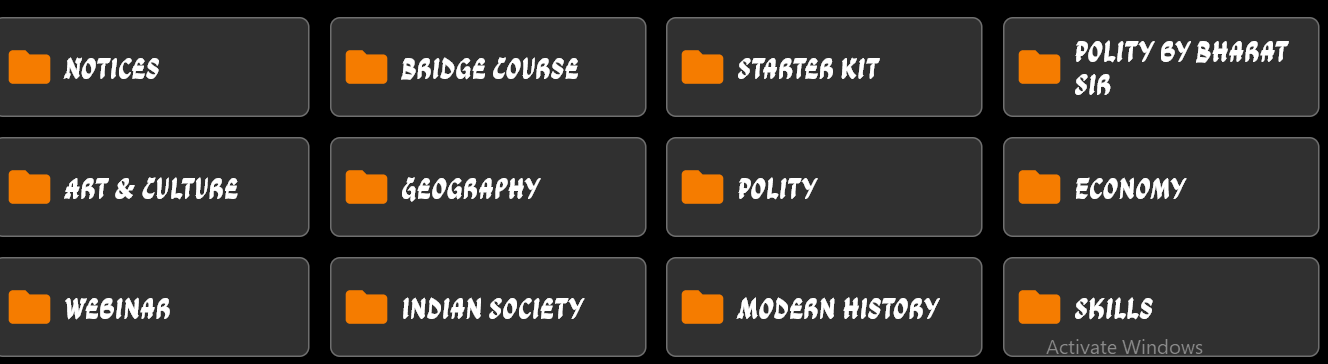 NOTICES
BRIDGE COURSE
STARTER KIT
POLITY BY BHARAT
SIR
ART & CULTURE
GEOGRAPHY
POLITY
ECONOMY
WEBINAR
INDIAN SOCIETY
MODERN HISTORY
SKILLS
Activate Windows